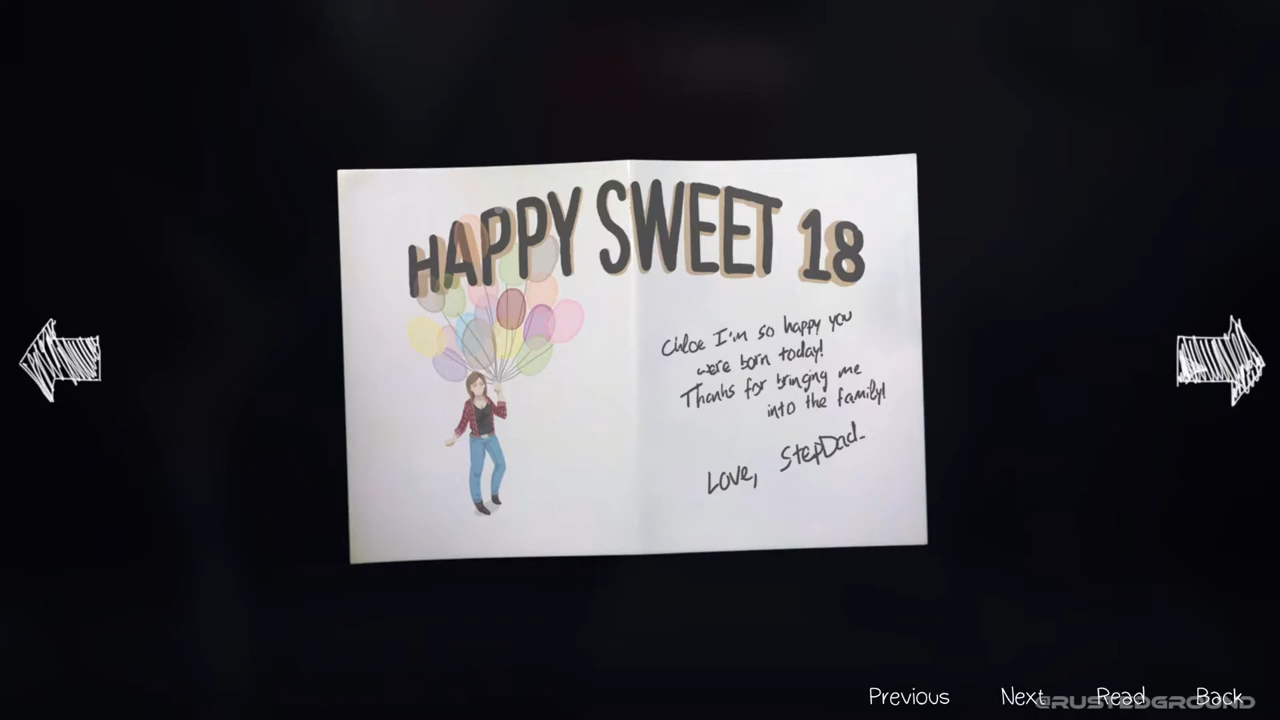 HAPPY SWEET 18
Chloe I'm so happy you
were born today!
Thanks for bringing me
into the family!
Love, StepDad-
Previous Next Read Back
RUSTEDGROUND